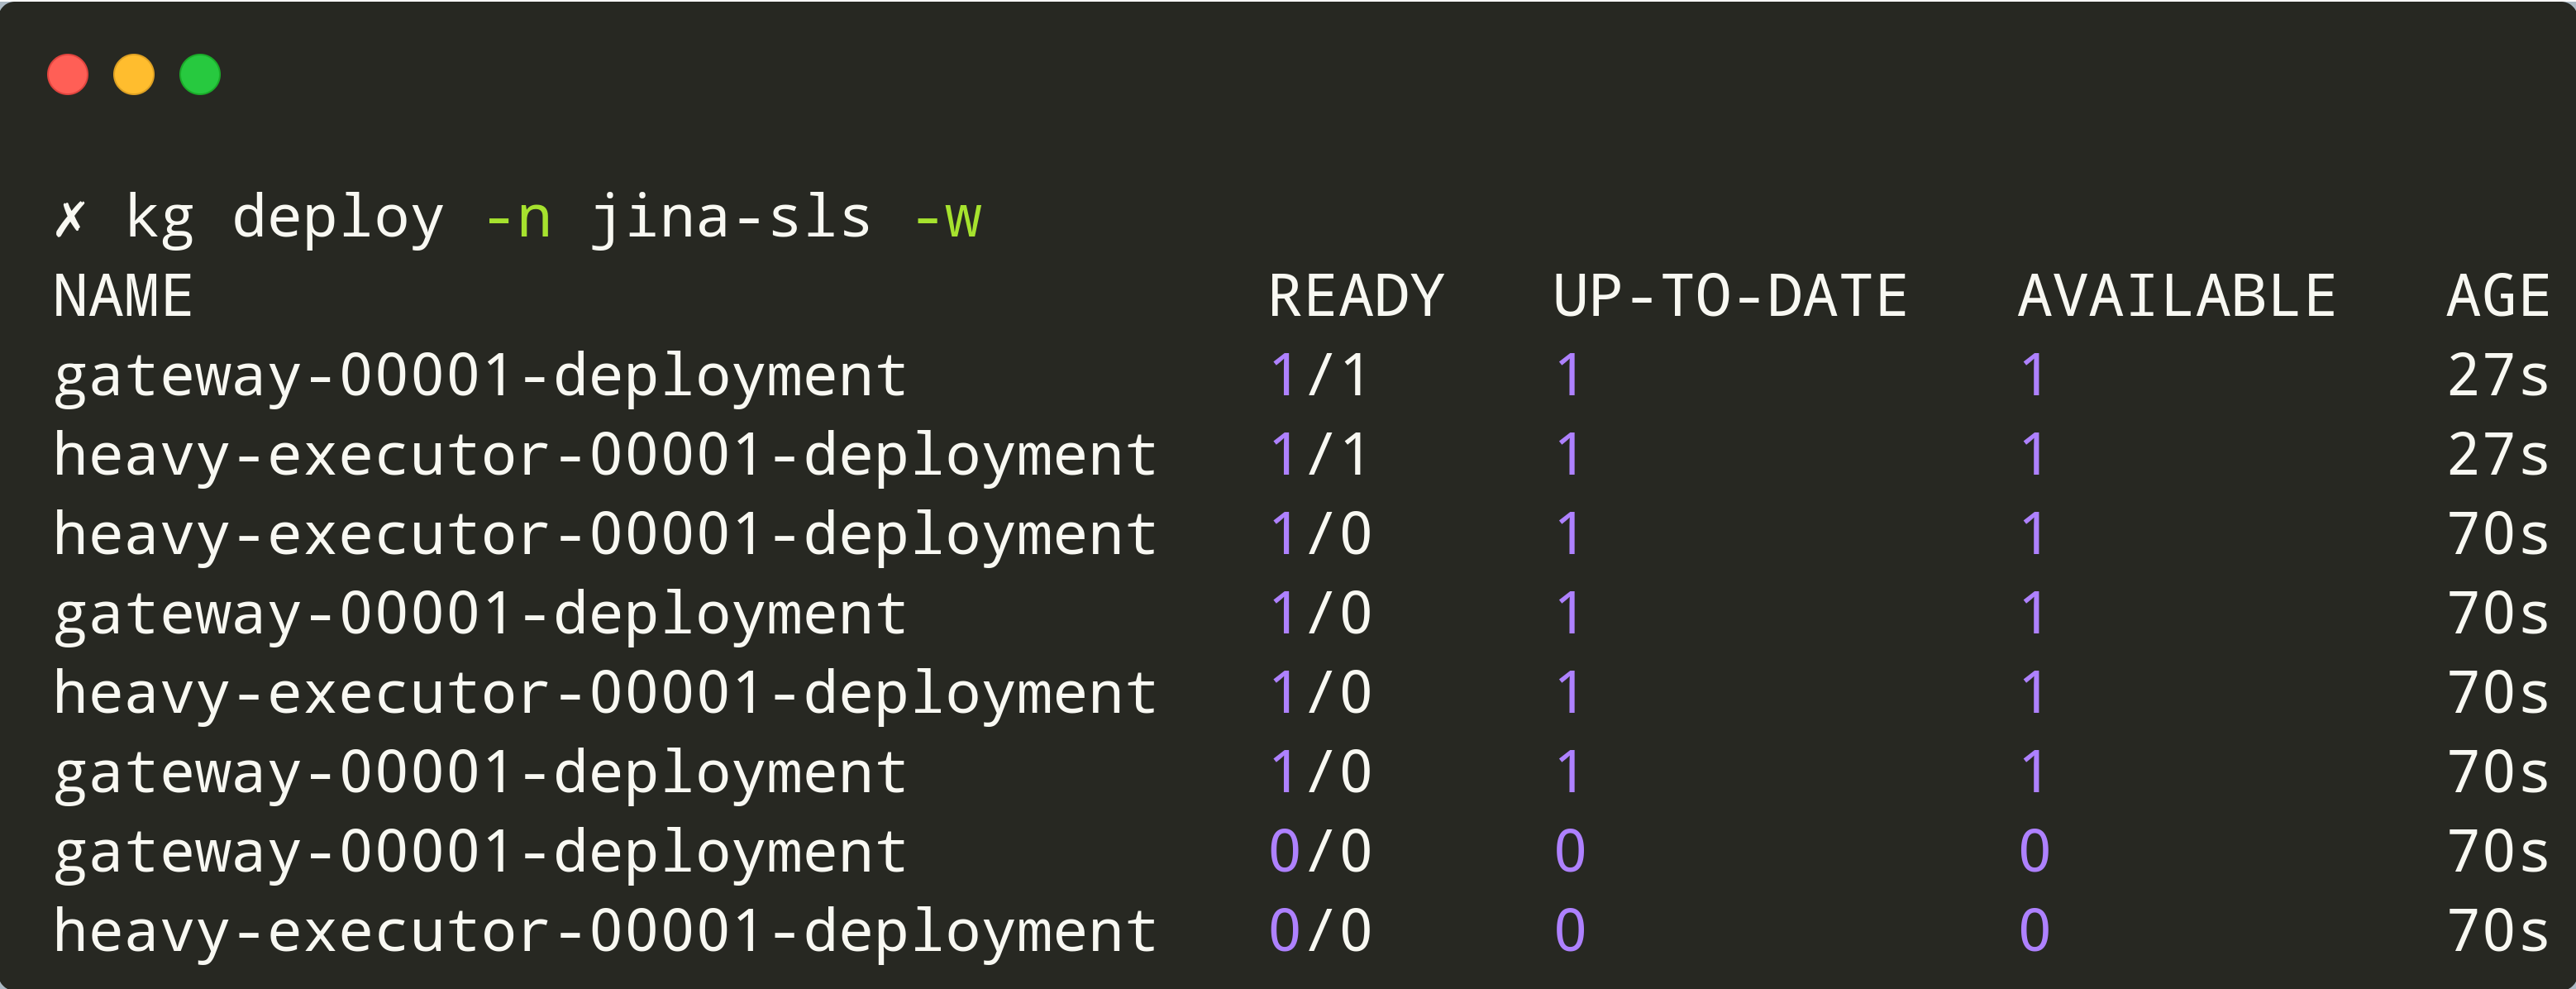 ✗ kg deploy -n jina-sls -w
NAME READY UP-TO-DATE AVAILABLE AGE
gateway-00001-deployment 1/1 1 1 27s
heavy-executor-00001-deployment 1/1 1 1 27s
heavy-executor-00001-deployment 1/0 1 1 70s
gateway-00001-deployment 1/0 1 1 70s
heavy-executor-00001-deployment 1/0 1 1 70s
gateway-00001-deployment 1/0 1 1 70s
gateway-00001-deployment 0/0 0 0 70s
heavy-executor-00001-deployment 0/0 0 0 70s